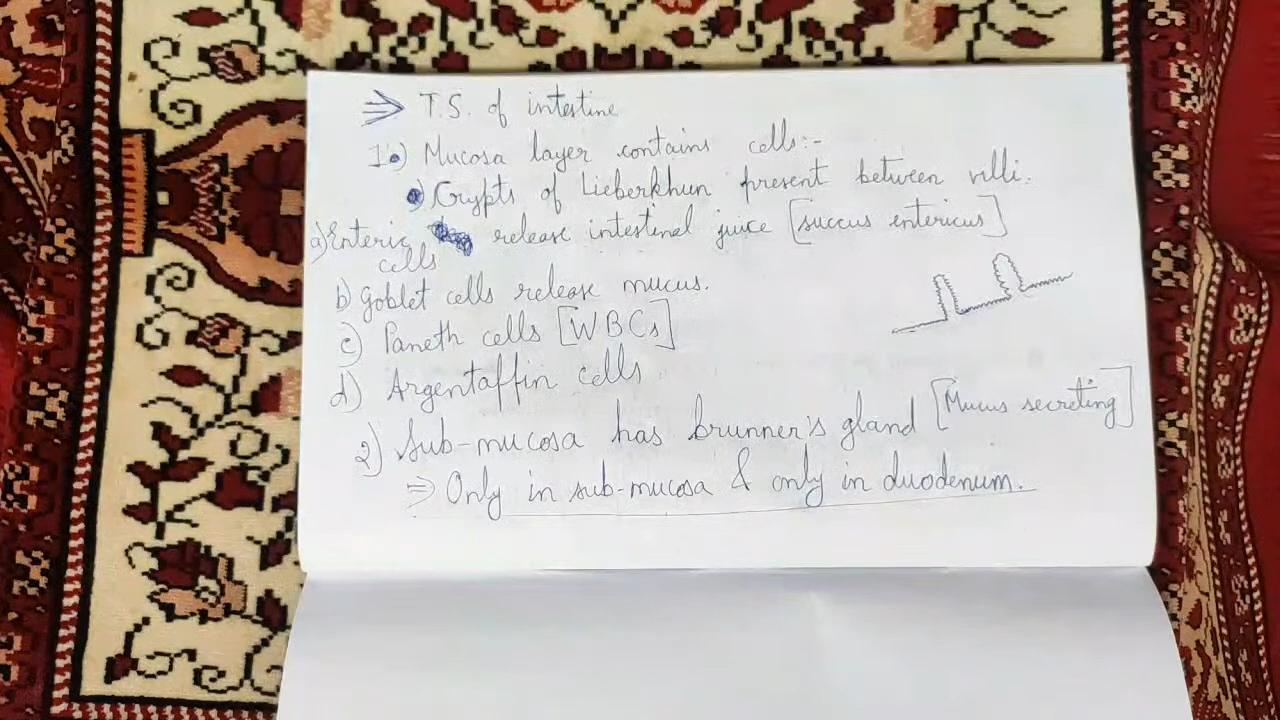 ⇒ T.S. of intestine
1.) Mucosa layer contains cells:-
•) Crypts of Lieberkhun present between villi.
a) Enteric release intestinal juice [succus entericus]
cells
b) Goblet cells release mucus.
c) Paneth cells [WBCs]
d) Argentaffin cells
2) Sub-mucosa has brunner's gland [Mucus secreting]
⇒ Only in sub-mucosa & only in duodenum.